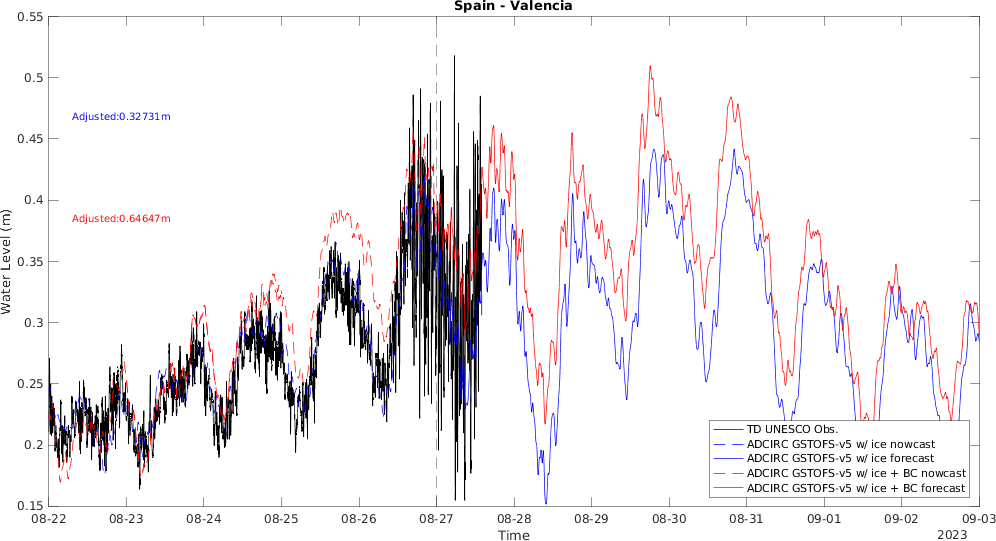 Spain - Valencia
0.55
0.5
0.45
0.4
0.35
0.3
0.25
0.2
0.15
Water Level (m)
Adjusted:0.32731m
Adjusted:0.64647m
TD UNESCO Obs.
ADCIRC GSTOFS-v5 w/ ice nowcast
ADCIRC GSTOFS-v5 w/ ice forecast
ADCIRC GSTOFS-v5 w/ ice + BC nowcast
ADCIRC GSTOFS-v5 w/ ice + BC forecast
08-22 08-23 08-24 08-25 08-26 08-27 08-28 08-29 08-30 08-31 09-01 09-02 09-03
Time
2023